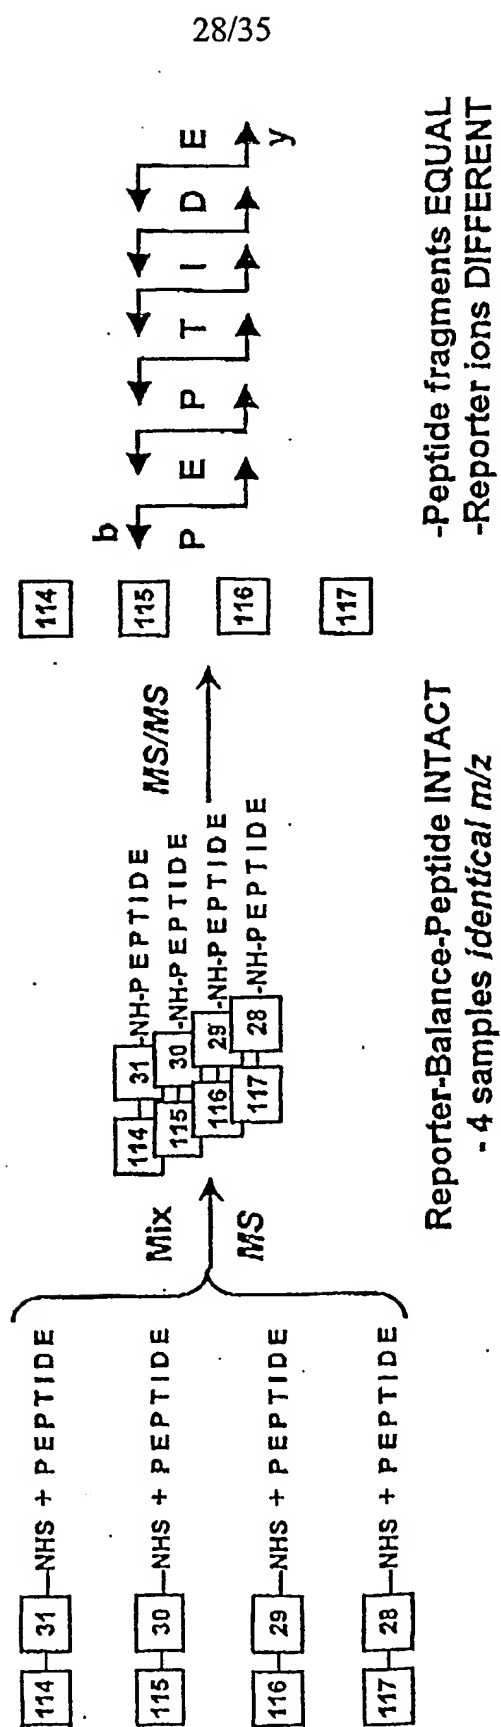 28/35
114 31 NHS + PEPTIDE
115 30 NHS + PEPTIDE
116 29 NHS + PEPTIDE
117 28 NHS + PEPTIDE
Mix
MS
114 31 -NH-PEPTIDE
115 30 -NH-PEPTIDE
116 29 -NH-PEPTIDE
117 28 -NH-PEPTIDE
Reporter-Balance-Peptide INTACT
- 4 samples identical m/z
MS/MS
114
115
116
117
b
P E P T I D E
y
-Peptide fragments EQUAL
-Reporter ions DIFFERENT